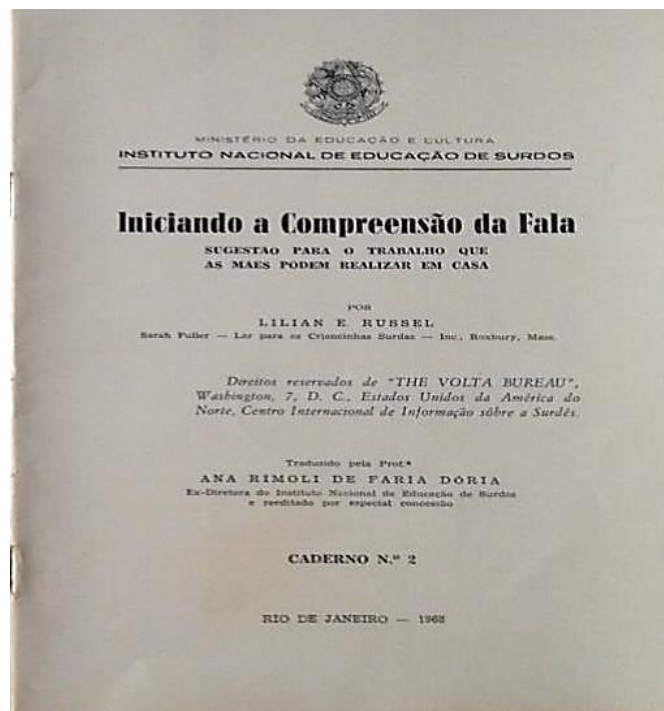 MINISTÉRIO DA EDUCAÇÃO E CULTURA
INSTITUTO NACIONAL DE EDUCAÇÃO DE SURDOS
Iniciando a Compreensão da Fala
SUGESTÃO PARA O TRABALHO QUE
AS MÃES PODEM REALIZAR EM CASA
POR
LILIAN E. RUSSEL
Sarah Fuller — Lar para os Criancinhas Surdas — Inc., Roxbury, Mass.
Direitos reservados de "THE VOLTA BUREAU",
Washington, 7, D. C., Estados Unidos da América do
Norte, Centro Internacional de Informação sôbre a Surdês.
Traduzido pela Prof.ª
ANA RIMOLI DE FARIA DÓRIA
Ex-Diretora do Instituto Nacional de Educação de Surdos
e reeditado por especial concessão
CADERNO N.º 2
RIO DE JANEIRO — 1968